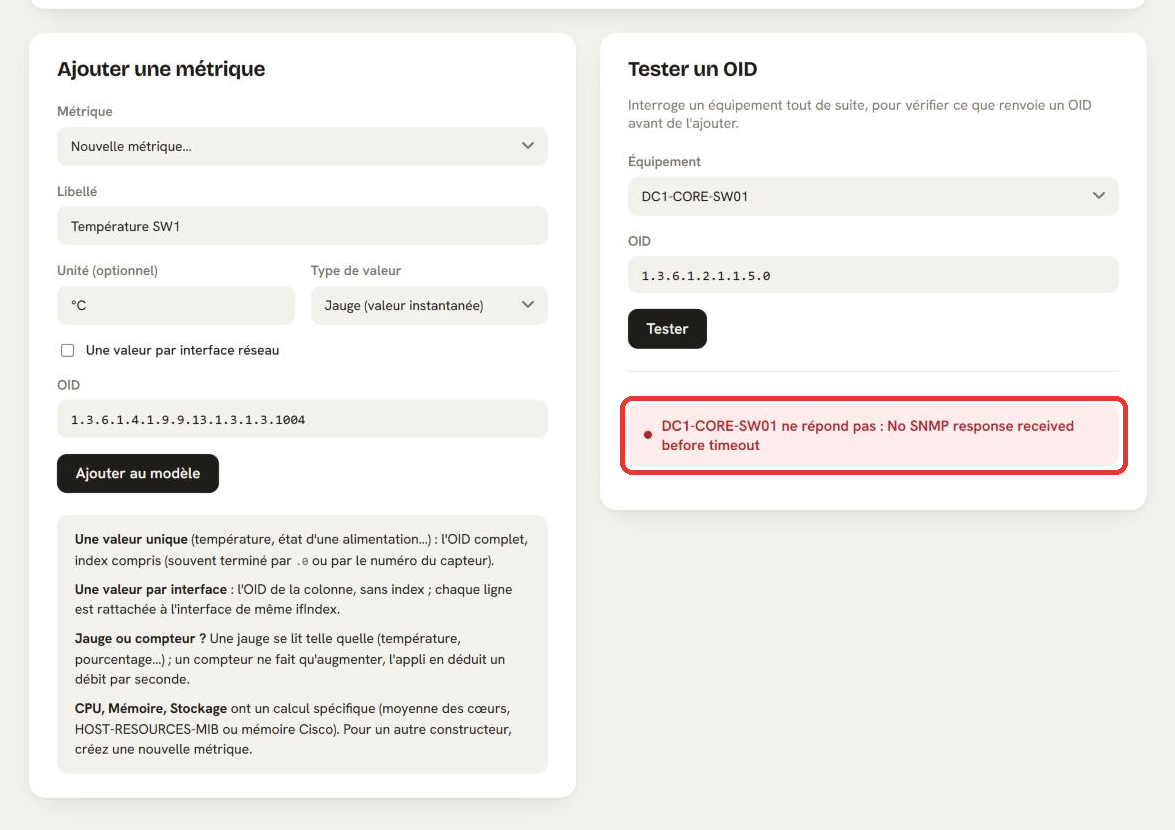 Ajouter une métrique
Métrique
Nouvelle métrique...
Libellé
Température SW1
Unité (optionnel)
Type de valeur
°C
Jauge (valeur instantanée)
Une valeur par interface réseau
OID
1.3.6.1.4.1.9.9.13.1.3.1.3.1004
Ajouter au modèle
Une valeur unique (température, état d'une alimentation...) : l'OID complet,
index compris (souvent terminé par .0 ou par le numéro du capteur).
Une valeur par interface : l'OID de la colonne, sans index ; chaque ligne
est rattachée à l'interface de même ifIndex.
Jauge ou compteur ? Une jauge se lit telle quelle (température,
pourcentage...) ; un compteur ne fait qu'augmenter, l'appli en déduit un
débit par seconde.
CPU, Mémoire, Stockage ont un calcul spécifique (moyenne des cœurs,
HOST-RESOURCES-MIB ou mémoire Cisco). Pour un autre constructeur,
créez une nouvelle métrique.
Tester un OID
Interroge un équipement tout de suite, pour vérifier ce que renvoie un OID
avant de l'ajouter.
Équipement
DC1-CORE-SW01
OID
1.3.6.1.2.1.1.5.0
Tester
DC1-CORE-SW01 ne répond pas : No SNMP response received
before timeout